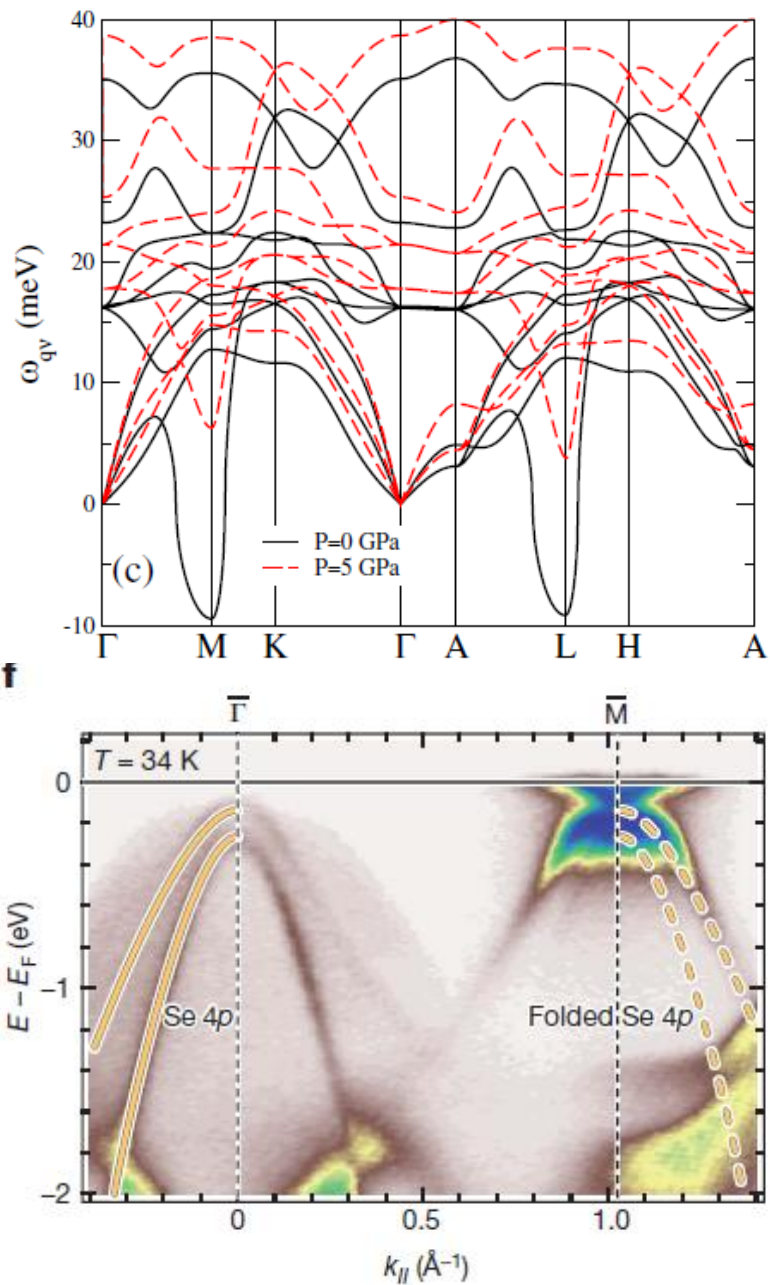 40
30
20
10
0
-10
ω_qν (meV)
P=0 GPa
P=5 GPa
(c)
Γ M K Γ A L H A
f
Γ̅ M̅
T = 34 K
0
−1
−2
E − E_F (eV)
Se 4p
Folded Se 4p
0 0.5 1.0
k_// (Å⁻¹)